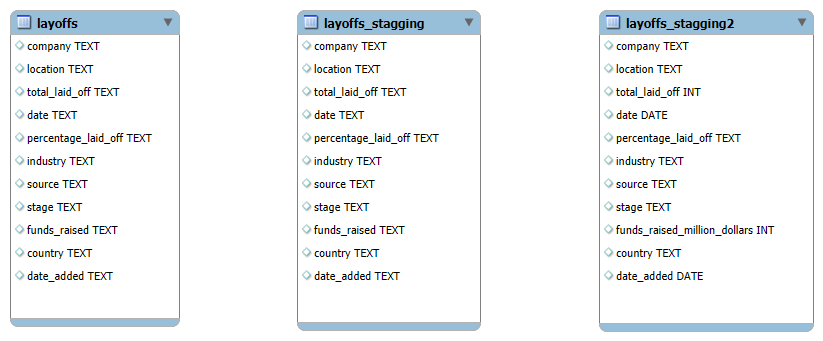 layoffs
company TEXT
location TEXT
total_laid_off TEXT
date TEXT
percentage_laid_off TEXT
industry TEXT
source TEXT
stage TEXT
funds_raised TEXT
country TEXT
date_added TEXT
layoffs_stagging
company TEXT
location TEXT
total_laid_off TEXT
date TEXT
percentage_laid_off TEXT
industry TEXT
source TEXT
stage TEXT
funds_raised TEXT
country TEXT
date_added TEXT
layoffs_stagging2
company TEXT
location TEXT
total_laid_off INT
date DATE
percentage_laid_off TEXT
industry TEXT
source TEXT
stage TEXT
funds_raised_million_dollars INT
country TEXT
date_added DATE